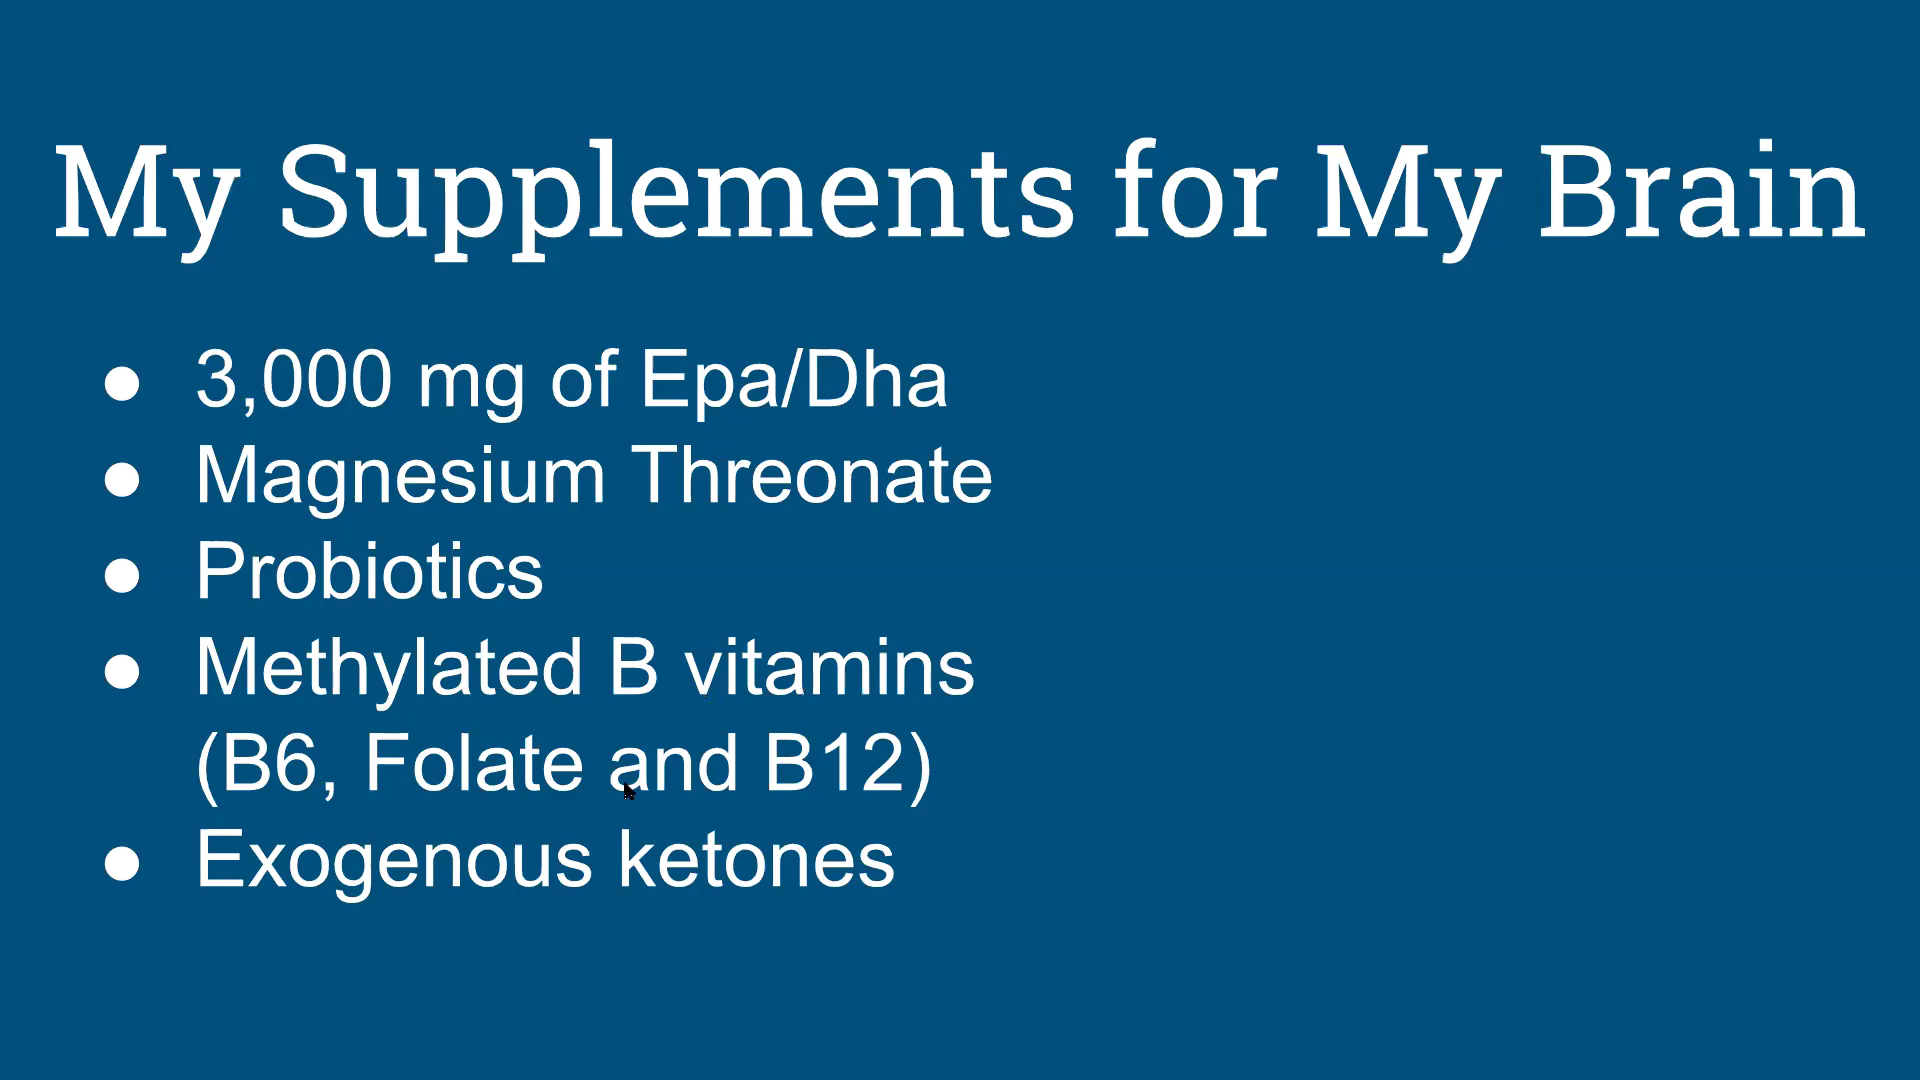 My Supplements for My Brain
● 3,000 mg of Epa/Dha
● Magnesium Threonate
● Probiotics
● Methylated B vitamins
(B6, Folate and B12)
● Exogenous ketones